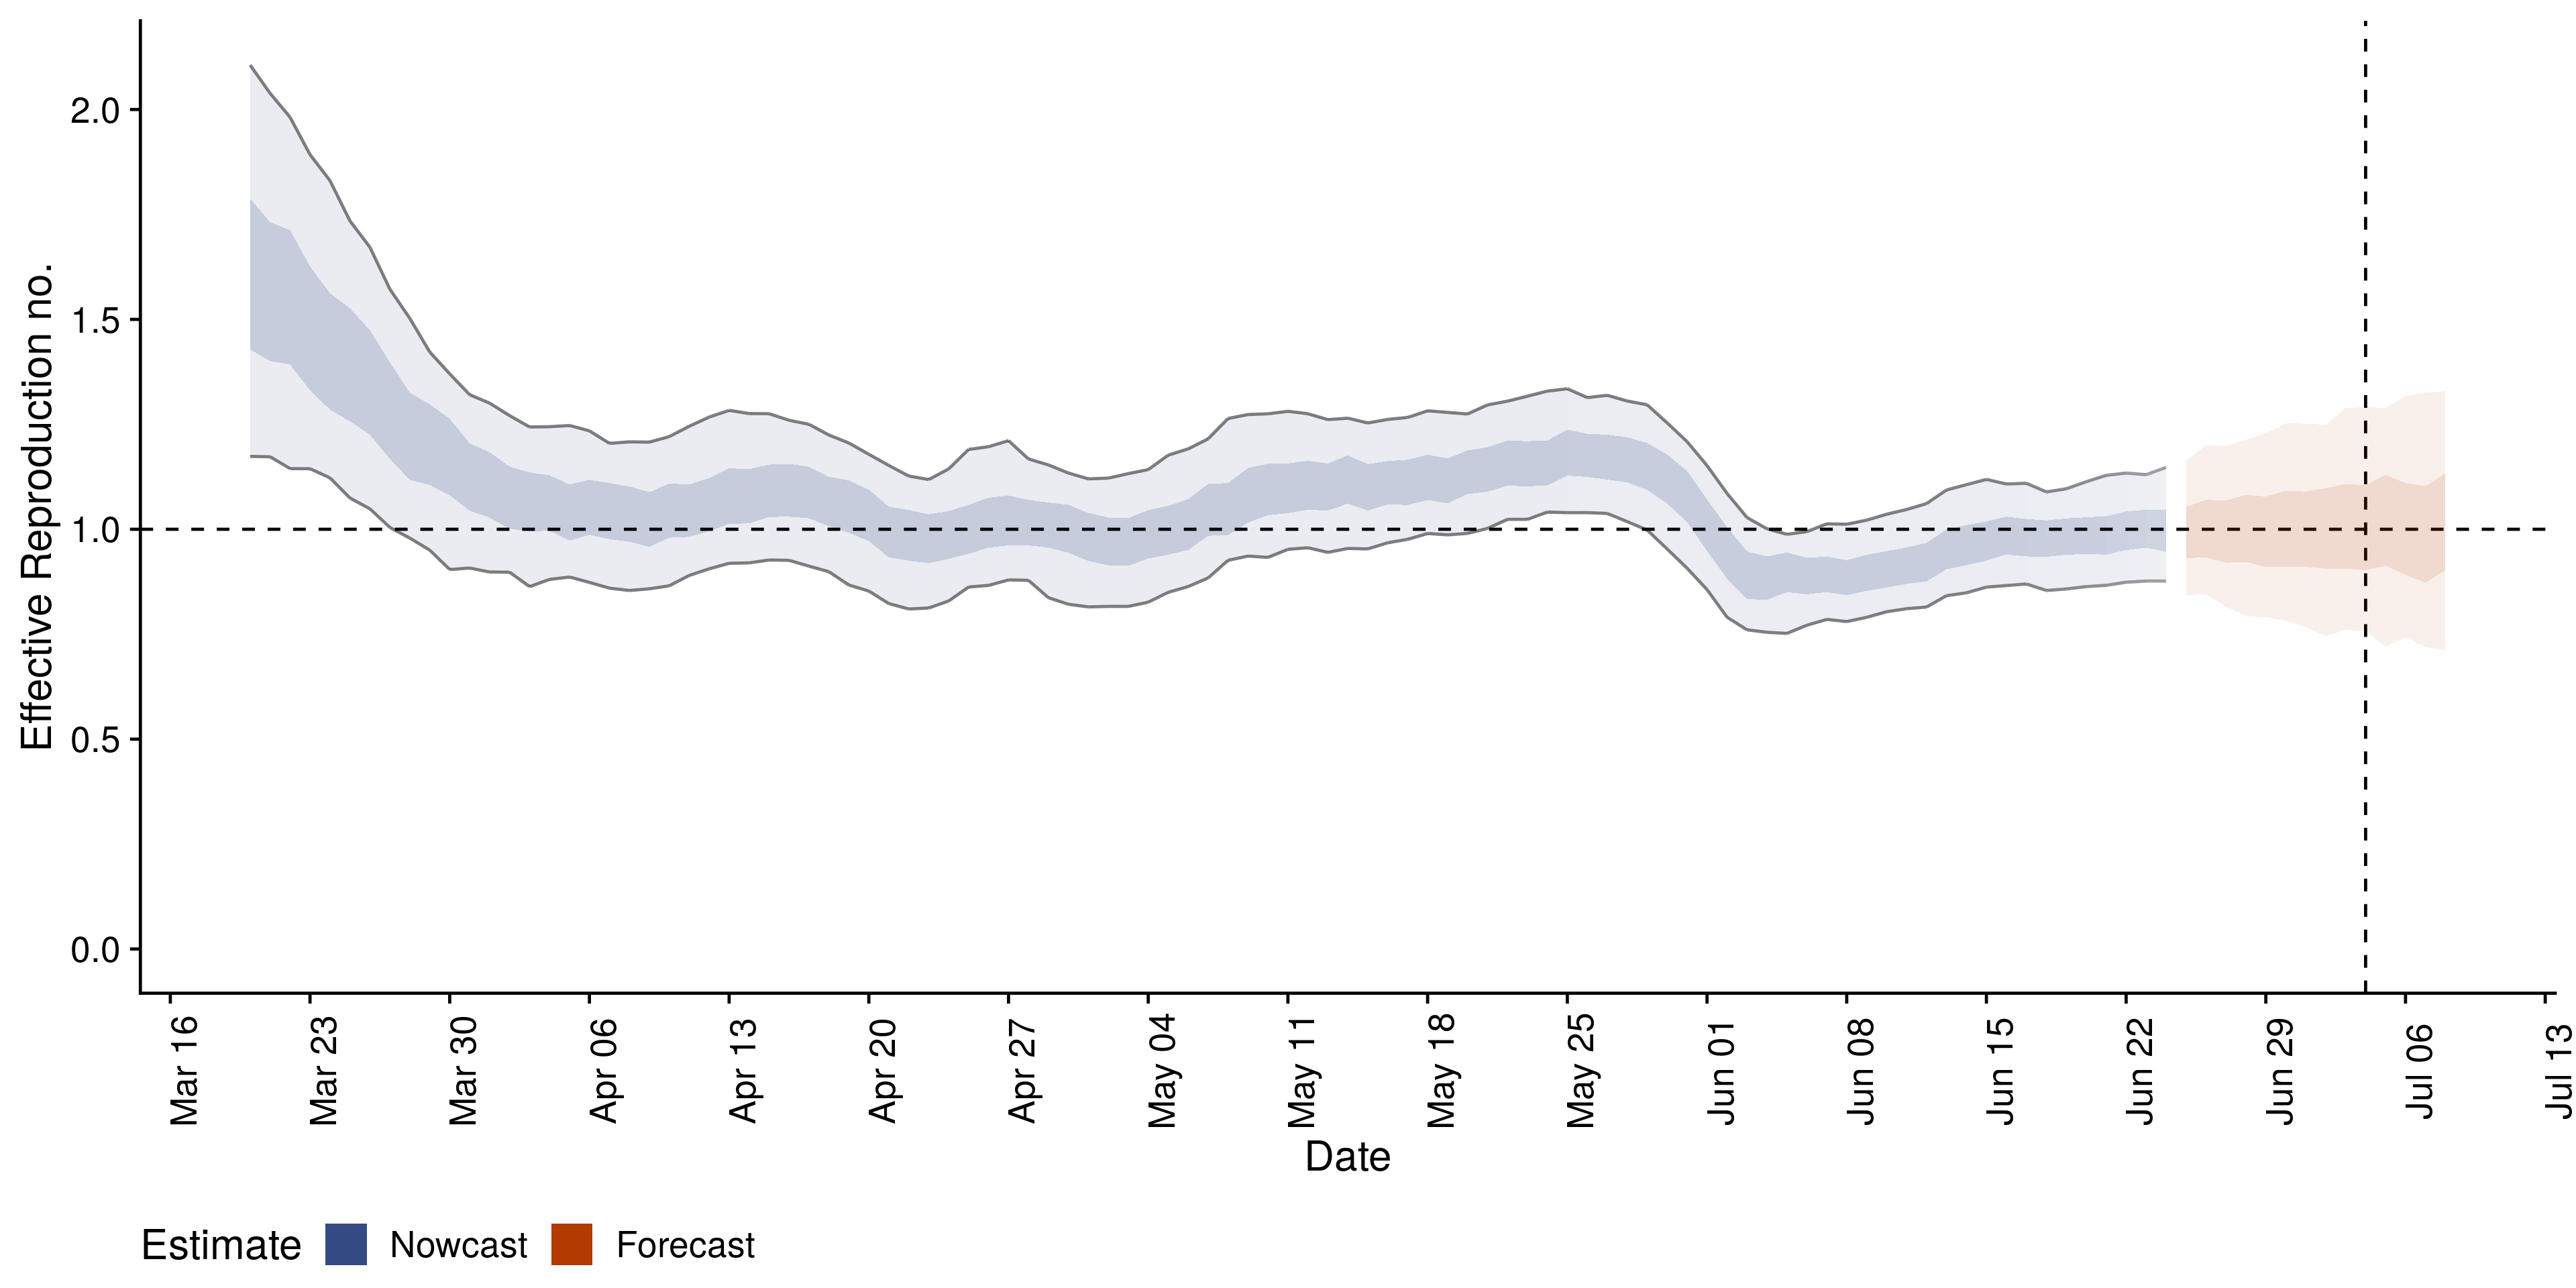 Effective Reproduction no.
2.0
1.5
1.0
0.5
0.0
Mar 16
Mar 23
Mar 30
Apr 06
Apr 13
Apr 20
Apr 27
May 04
May 11
May 18
May 25
Jun 01
Jun 08
Jun 15
Jun 22
Jun 29
Jul 06
Jul 13
Date
Estimate Nowcast Forecast